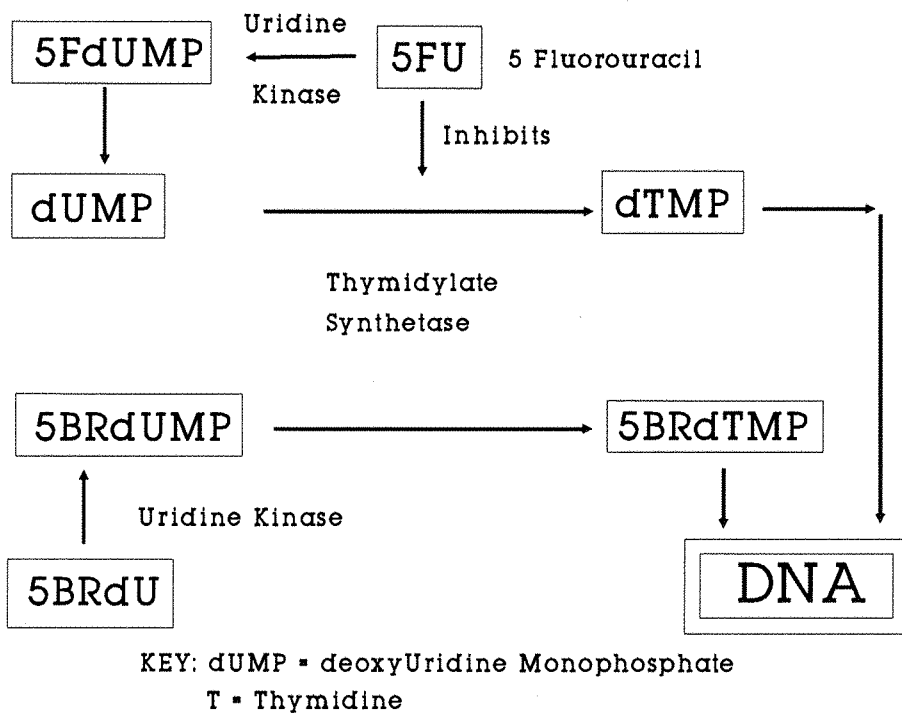 5FdUMP
Uridine
Kinase
5FU
5 Fluorouracil
Inhibits
dUMP
dTMP
Thymidylate
Synthetase
5BRdUMP
5BRdTMP
Uridine Kinase
5BRdU
DNA
KEY: dUMP = deoxyUridine Monophosphate
T = Thymidine